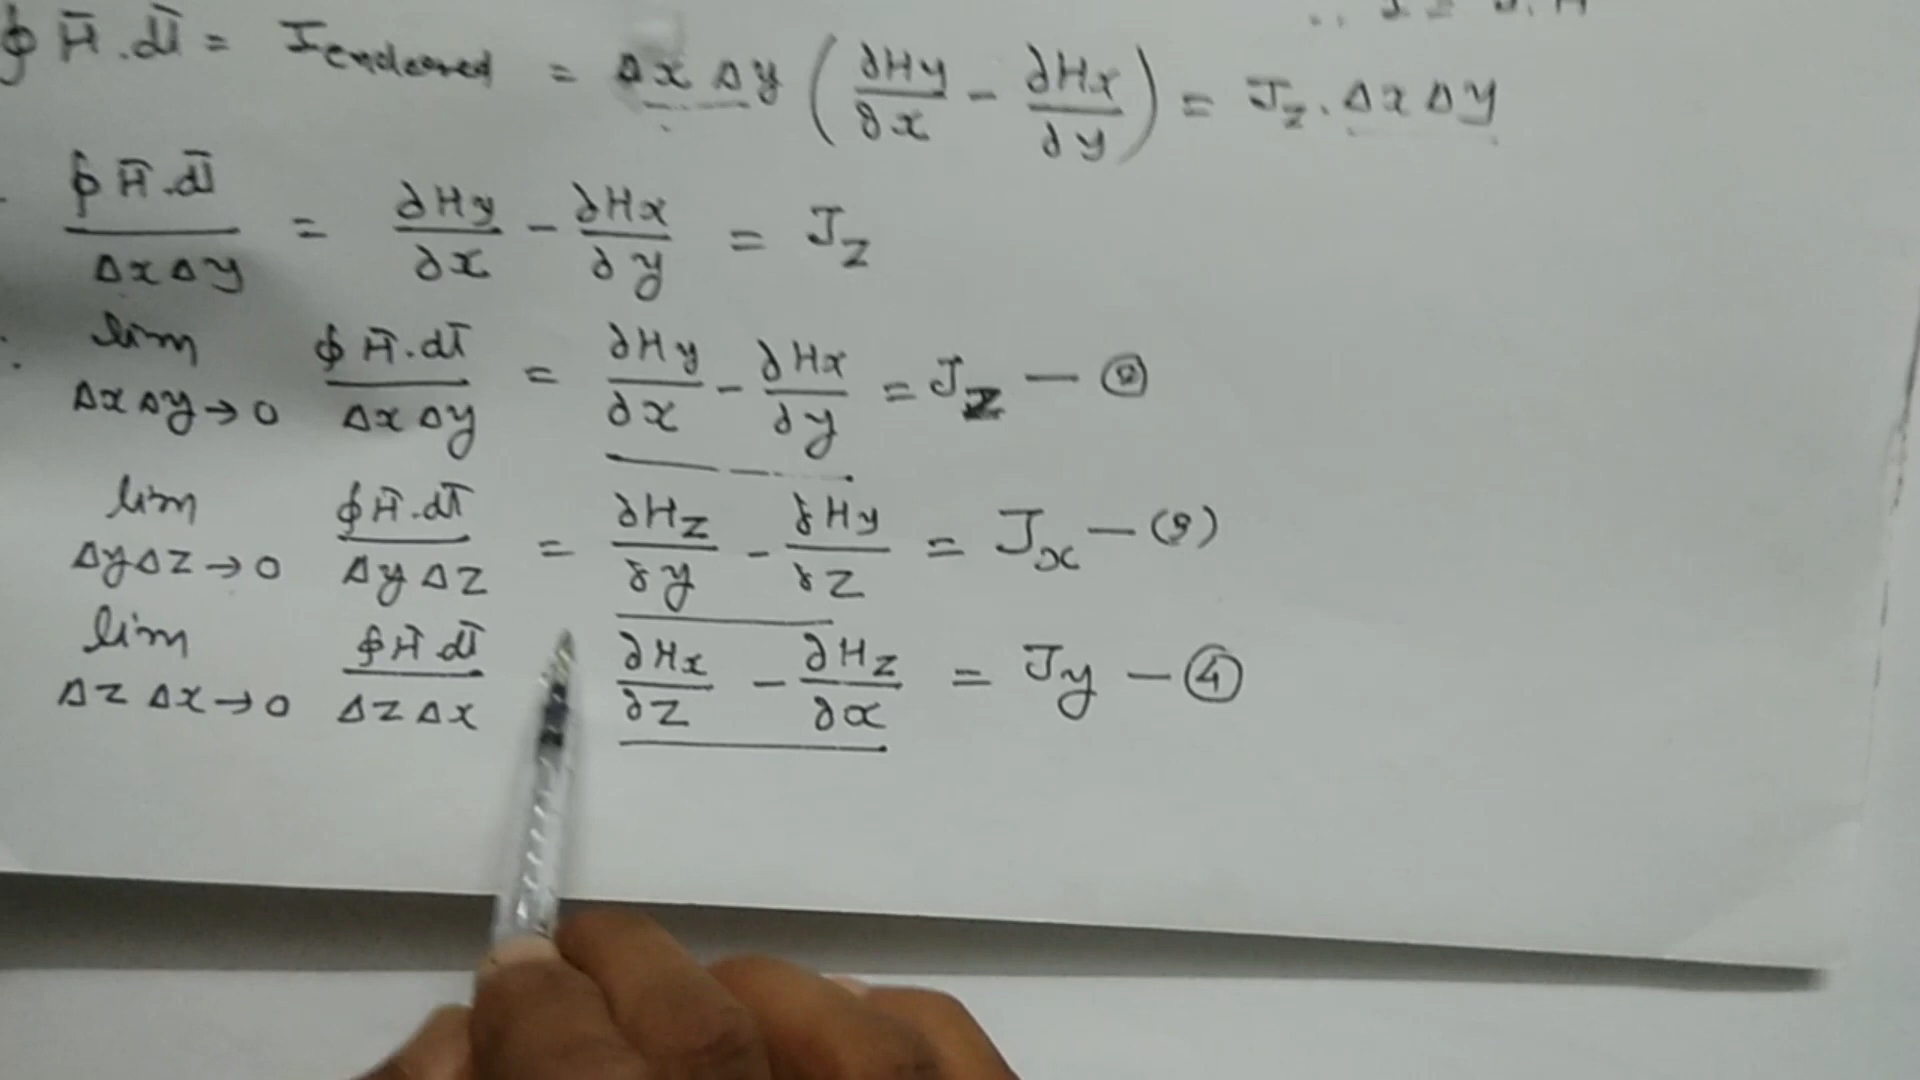 ∮ H̄.dl̄ = I enclosed = Δx Δy (∂Hy/∂x - ∂Hx/∂y) = Jz. Δx Δy
∮ H̄.dl̄ / Δx Δy = ∂Hy/∂x - ∂Hx/∂y = Jz
lim Δx Δy → 0 ∮ H̄.dl̄ / Δx Δy = ∂Hy/∂x - ∂Hx/∂y = Jz — ②
lim Δy Δz → 0 ∮ H̄.dl̄ / Δy Δz = ∂Hz/∂y - ∂Hy/∂z = Jx — (3)
lim Δz Δx → 0 ∮ H̄.dl̄ / Δz Δx ∂Hx/∂z - ∂Hz/∂x = Jy — ④